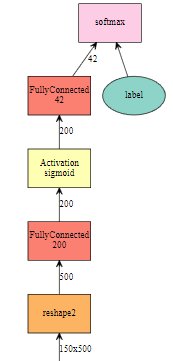 softmax
42
FullyConnected
42
label
200
Activation
sigmoid
200
FullyConnected
200
500
reshape2
150x500